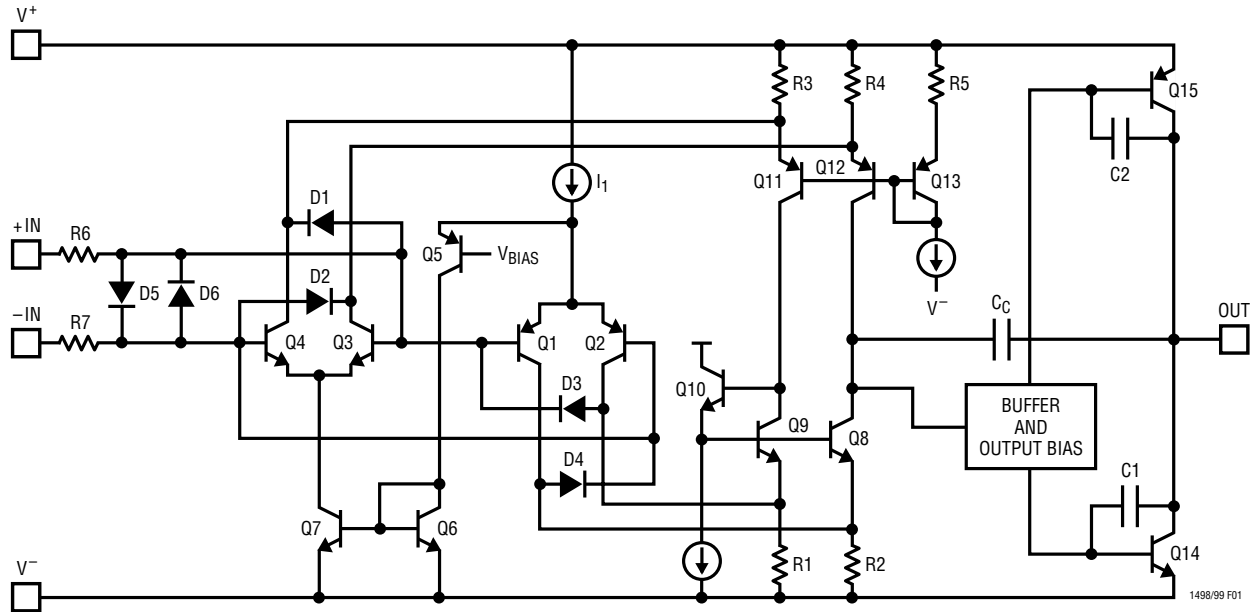 V+
R3
R4
R5
Q15
C2
Q11
Q12
Q13
I1
D1
+IN
R6
Q5
VBIAS
D5
D6
D2
V−
CC
OUT
−IN
R7
Q4
Q3
Q1
Q2
D3
Q10
BUFFER
AND
OUTPUT BIAS
Q9
Q8
D4
C1
Q7
Q6
R1
R2
Q14
V−
1498/99 F01